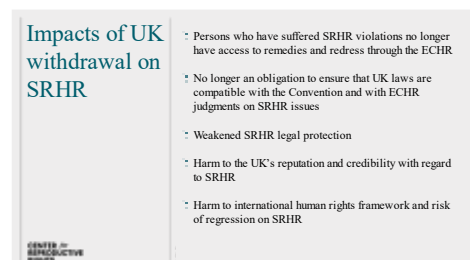 Impacts of UK
withdrawal on
SRHR
Persons who have suffered SRHR violations no longer
have access to remedies and redress through the ECHR
No longer an obligation to ensure that UK laws are
compatible with the Convention and with ECHR
judgments on SRHR issues
Weakened SRHR legal protection
Harm to the UK's reputation and credibility with regard
to SRHR
Harm to international human rights framework and risk
of regression on SRHR
CENTER for
REPRODUCTIVE